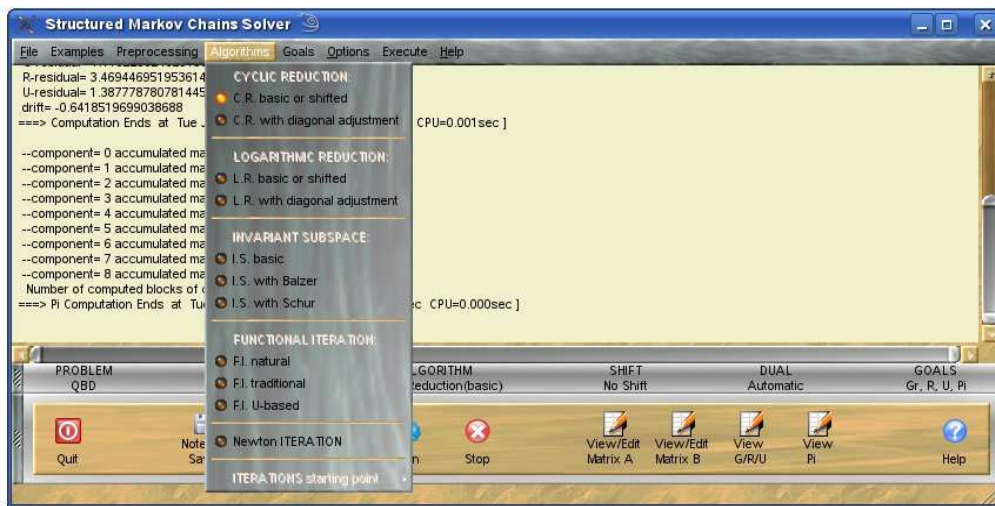 Structured Markov Chains Solver
File Examples Preprocessing Algorithms Goals Options Execute Help
R-residual= 3.469446951953614
U-residual= 1.387778780781445
drift= -0.6418519699038688
===> Computation Ends at Tue CPU=0.001sec ]
--component= 0 accumulated ma
--component= 1 accumulated ma
--component= 2 accumulated ma
--component= 3 accumulated ma
--component= 4 accumulated ma
--component= 5 accumulated ma
--component= 6 accumulated ma
--component= 7 accumulated ma
--component= 8 accumulated ma
Number of computed blocks of
===> Pi Computation Ends at Tu c CPU=0.000sec ]
CYCLIC REDUCTION:
C.R. basic or shifted
C.R. with diagonal adjustment
LOGARITHMIC REDUCTION:
L.R. basic or shifted
L.R. with diagonal adjustment
INVARIANT SUBSPACE:
I.S. basic
I.S. with Balzer
I.S. with Schur
FUNCTIONAL ITERATION:
F.I. natural
F.I. traditional
F.I. U-based
Newton ITERATION
ITERATIONS starting point
PROBLEM LGORITHM SHIFT DUAL GOALS
QBD Reduction(basic) No Shift Automatic Gr, R, U, Pi
Quit
Note
Sa
n
Stop
View/Edit Matrix A
View/Edit Matrix B
View G/R/U
View Pi
Help